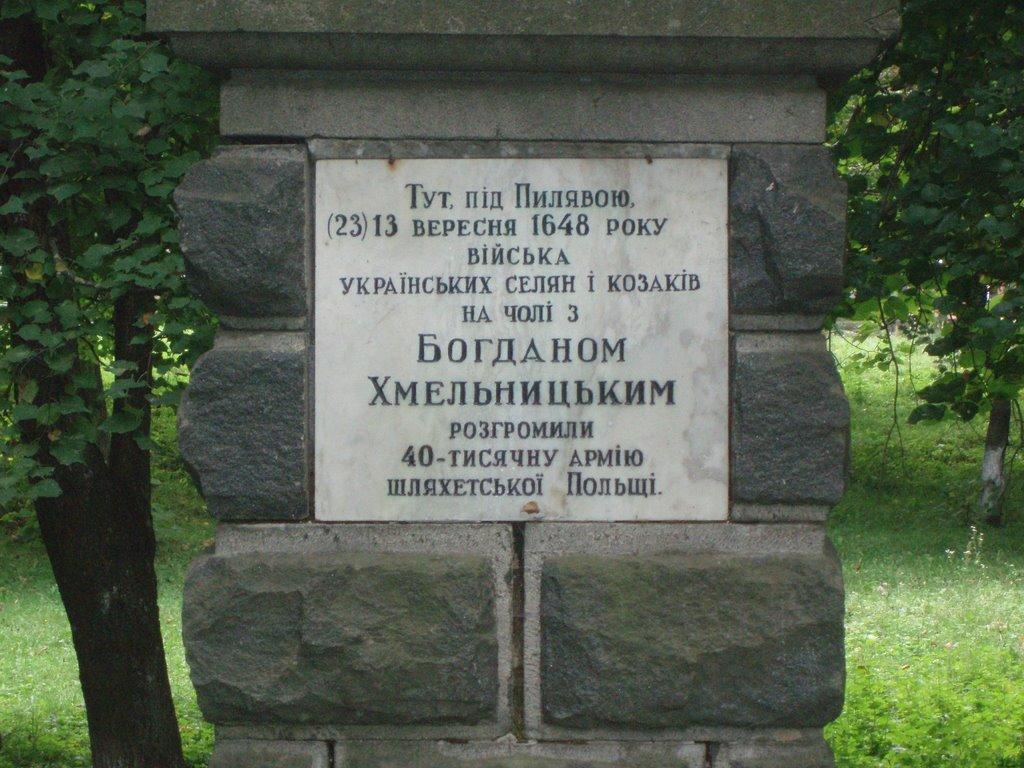 Тут, під Пилявою,
(23)13 вересня 1648 року
війська
українських селян і козаків
на чолі з
Богданом
Хмельницьким
розгромили
40-тисячну армію
шляхетської Польщі.